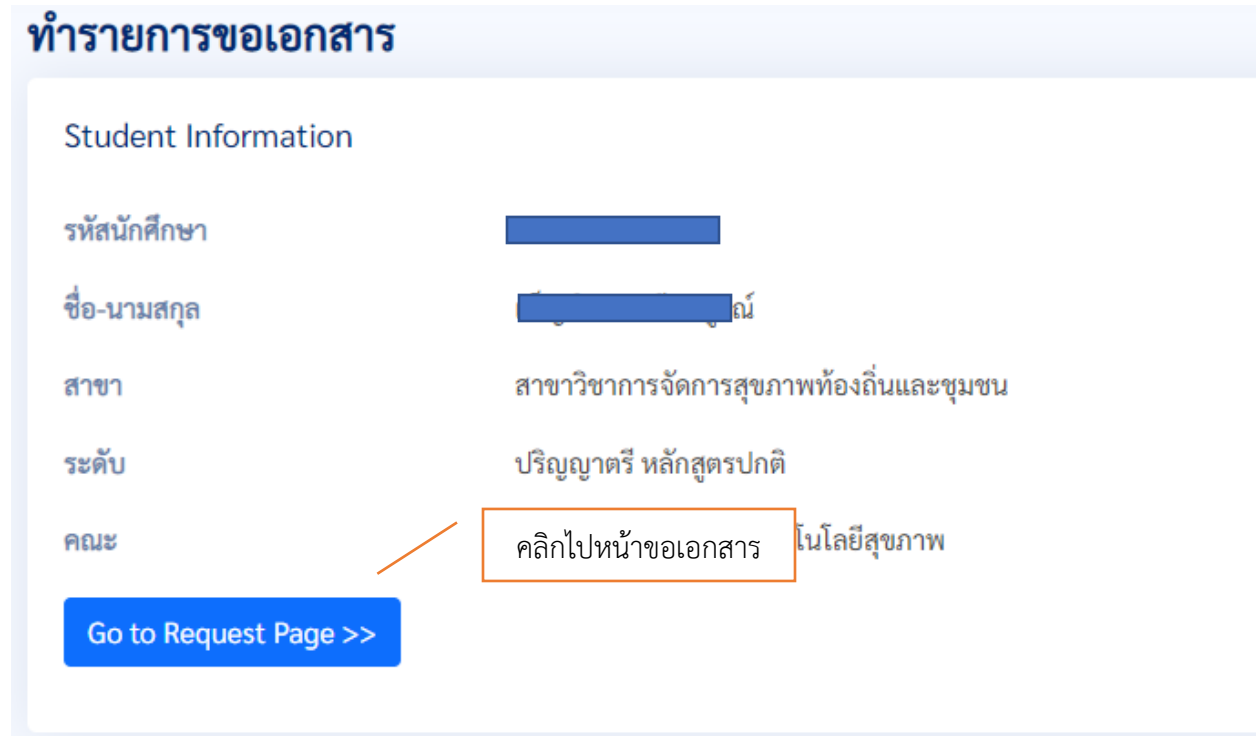 ทำรายการขอเอกสาร
Student Information
รหัสนักศึกษา
ชื่อ-นามสกุล
สาขา สาขาวิชาการจัดการสุขภาพท้องถิ่นและชุมชน
ระดับ ปริญญาตรี หลักสูตรปกติ
คณะ คลิกไปหน้าขอเอกสาร โนโลยีสุขภาพ
Go to Request Page >>